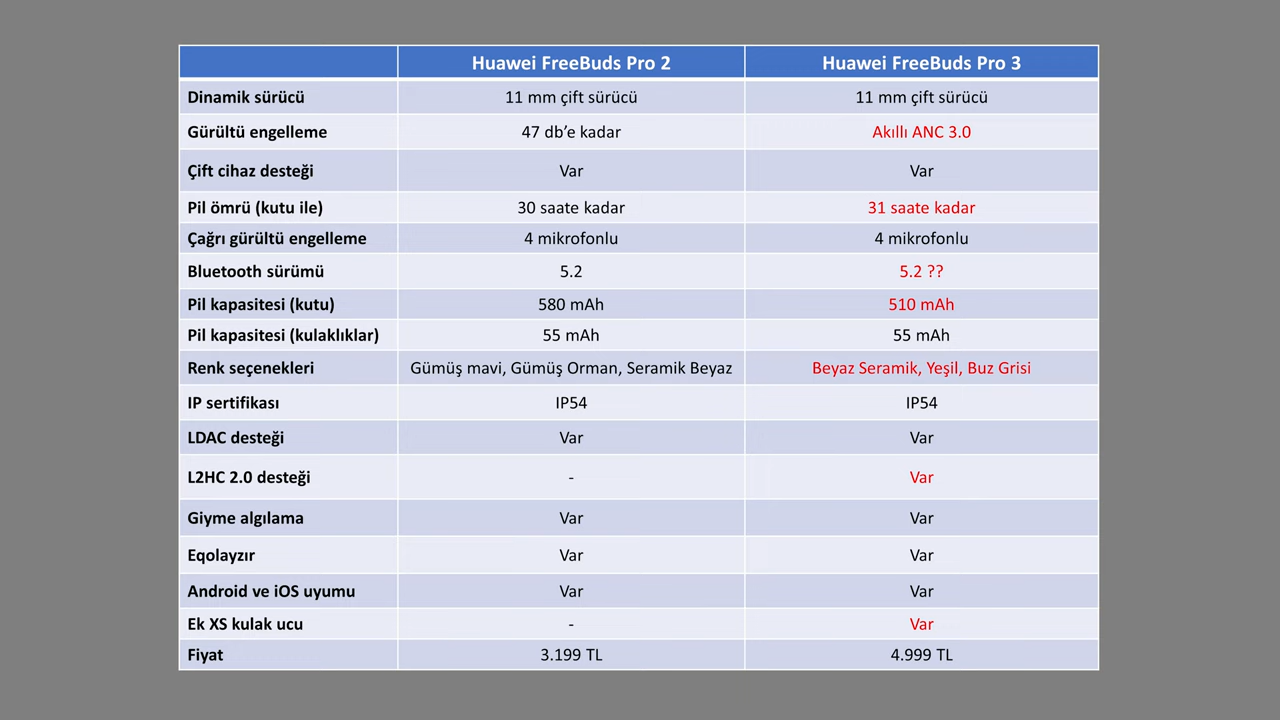 Huawei FreeBuds Pro 2 Huawei FreeBuds Pro 3
Dinamik sürücü 11 mm çift sürücü 11 mm çift sürücü
Gürültü engelleme 47 db’e kadar Akıllı ANC 3.0
Çift cihaz desteği Var Var
Pil ömrü (kutu ile) 30 saate kadar 31 saate kadar
Çağrı gürültü engelleme 4 mikrofonlu 4 mikrofonlu
Bluetooth sürümü 5.2 5.2 ??
Pil kapasitesi (kutu) 580 mAh 510 mAh
Pil kapasitesi (kulaklıklar) 55 mAh 55 mAh
Renk seçenekleri Gümüş mavi, Gümüş Orman, Seramik Beyaz Beyaz Seramik, Yeşil, Buz Grisi
IP sertifikası IP54 IP54
LDAC desteği Var Var
L2HC 2.0 desteği - Var
Giyme algılama Var Var
Eqolayzır Var Var
Android ve iOS uyumu Var Var
Ek XS kulak ucu - Var
Fiyat 3.199 TL 4.999 TL